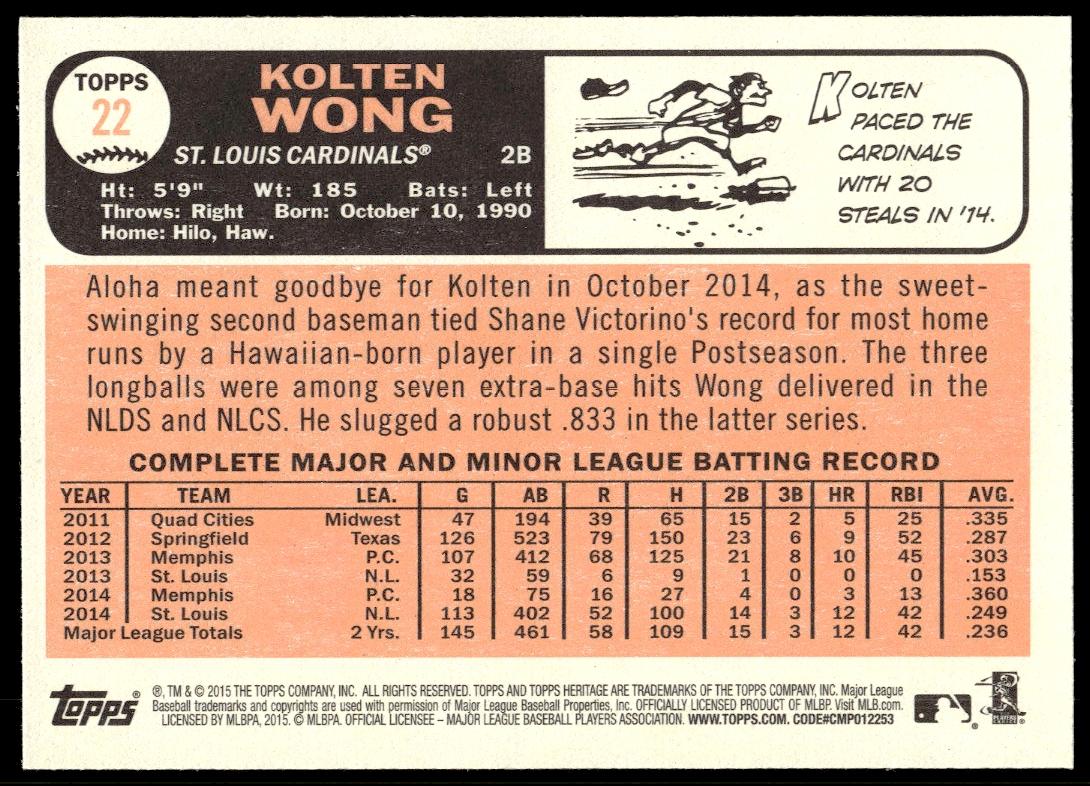 TOPPS
22
KOLTEN
WONG
ST. LOUIS CARDINALS® 2B
Ht: 5'9" Wt: 185 Bats: Left
Throws: Right Born: October 10, 1990
Home: Hilo, Haw.
KOLTEN
PACED THE
CARDINALS
WITH 20
STEALS IN '14.
Aloha meant goodbye for Kolten in October 2014, as the sweet-
swinging second baseman tied Shane Victorino's record for most home
runs by a Hawaiian-born player in a single Postseason. The three
longballs were among seven extra-base hits Wong delivered in the
NLDS and NLCS. He slugged a robust .833 in the latter series.
COMPLETE MAJOR AND MINOR LEAGUE BATTING RECORD
YEAR TEAM LEA. G AB R H 2B 3B HR RBI AVG.
2011 Quad Cities Midwest 47 194 39 65 15 2 5 25 .335
2012 Springfield Texas 126 523 79 150 23 6 9 52 .287
2013 Memphis P.C. 107 412 68 125 21 8 10 45 .303
2013 St. Louis N.L. 32 59 6 9 1 0 0 0 .153
2014 Memphis P.C. 18 75 16 27 4 0 3 13 .360
2014 St. Louis N.L. 113 402 52 100 14 3 12 42 .249
Major League Totals 2 Yrs. 145 461 58 109 15 3 12 42 .236
topps®
®, TM & © 2015 THE TOPPS COMPANY, INC. ALL RIGHTS RESERVED. TOPPS AND TOPPS HERITAGE ARE TRADEMARKS OF THE TOPPS COMPANY, INC. Major League
Baseball trademarks and copyrights are used with permission of Major League Baseball Properties, Inc. OFFICIALLY LICENSED PRODUCT OF MLBP. Visit MLB.com.
LICENSED BY MLBPA, 2015. © MLBPA. OFFICIAL LICENSEE – MAJOR LEAGUE BASEBALL PLAYERS ASSOCIATION. WWW.TOPPS.COM. CODE#CMP012253